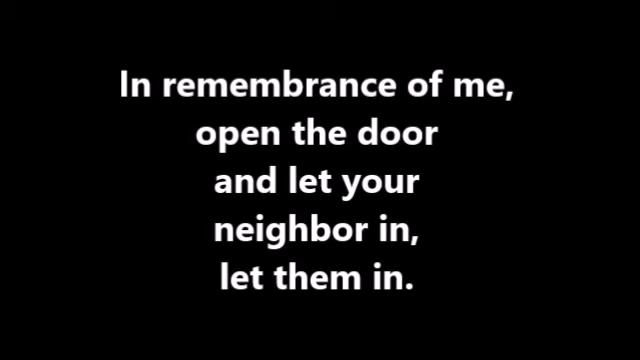 In remembrance of me,
open the door
and let your
neighbor in,
let them in.